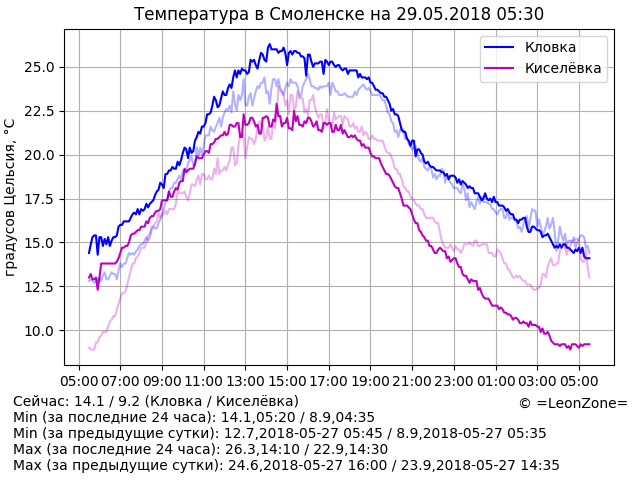 Температура в Смоленске на 29.05.2018 05:30
Кловка
Киселёвка
градусов Цельсия, °C
25.0
22.5
20.0
17.5
15.0
12.5
10.0
05:00 07:00 09:00 11:00 13:00 15:00 17:00 19:00 21:00 23:00 01:00 03:00 05:00
Сейчас: 14.1 / 9.2 (Кловка / Киселёвка)
© =LeonZone=
Min (за последние 24 часа): 14.1,05:20 / 8.9,04:35
Min (за предыдущие сутки): 12.7,2018-05-27 05:45 / 8.9,2018-05-27 05:35
Max (за последние 24 часа): 26.3,14:10 / 22.9,14:30
Max (за предыдущие сутки): 24.6,2018-05-27 16:00 / 23.9,2018-05-27 14:35